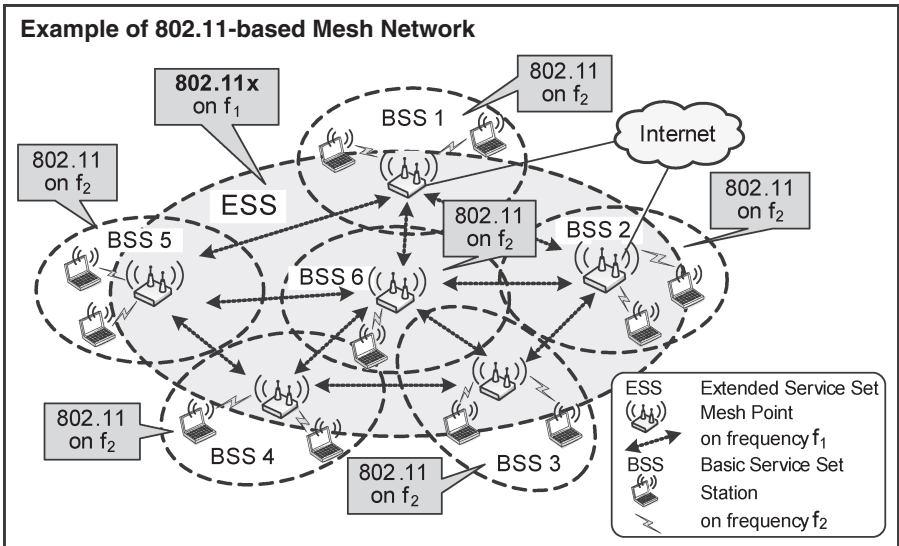 Example of 802.11-based Mesh Network
802.11x
on f₁
802.11
on f₂
BSS 1
Internet
802.11
on f₂
ESS
802.11
on f₂
802.11
on f₂
BSS 5
BSS 2
BSS 6
802.11
on f₂
BSS 4
802.11
on f₂
BSS 3
ESS Extended Service Set
Mesh Point
on frequency f₁
BSS Basic Service Set
Station
on frequency f₂